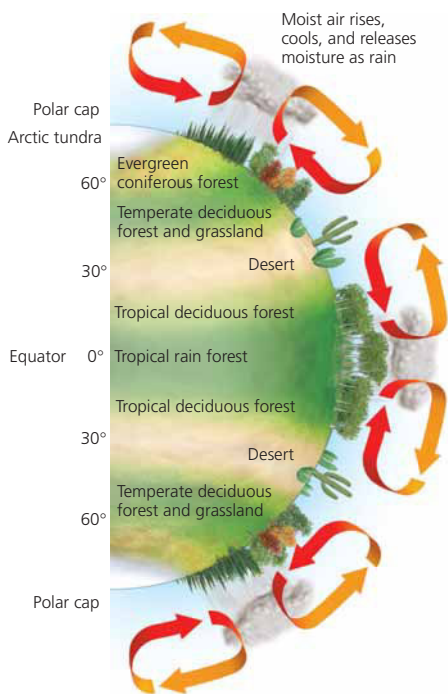 Moist air rises,
cools, and releases
moisture as rain
Polar cap
Arctic tundra
Evergreen
coniferous forest
60°
Temperate deciduous
forest and grassland
Desert
30°
Tropical deciduous forest
Equator 0° Tropical rain forest
Tropical deciduous forest
30°
Desert
Temperate deciduous
forest and grassland
60°
Polar cap